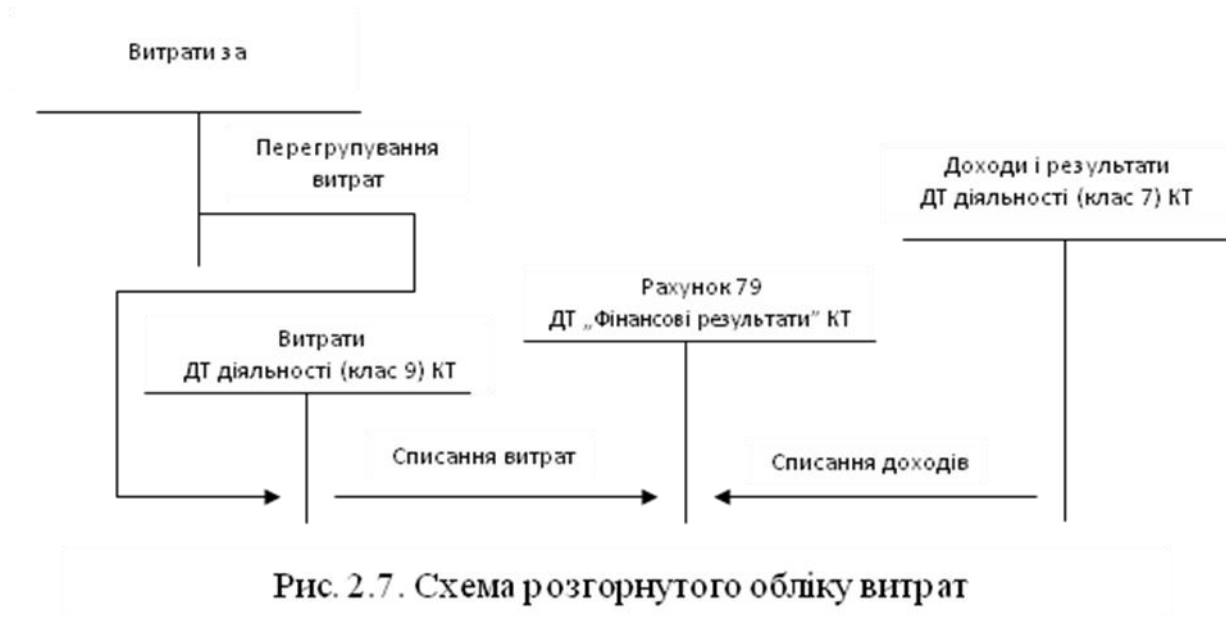 Витрати за
Перегрупування
витрат
Доходи і результати
ДТ діяльності (клас 7) КТ
Рахунок 79
ДТ „Фінансові результати” КТ
Витрати
ДТ діяльності (клас 9) КТ
Списання витрат
Списання доходів
Рис. 2.7. Схема розгорнутого обліку витрат